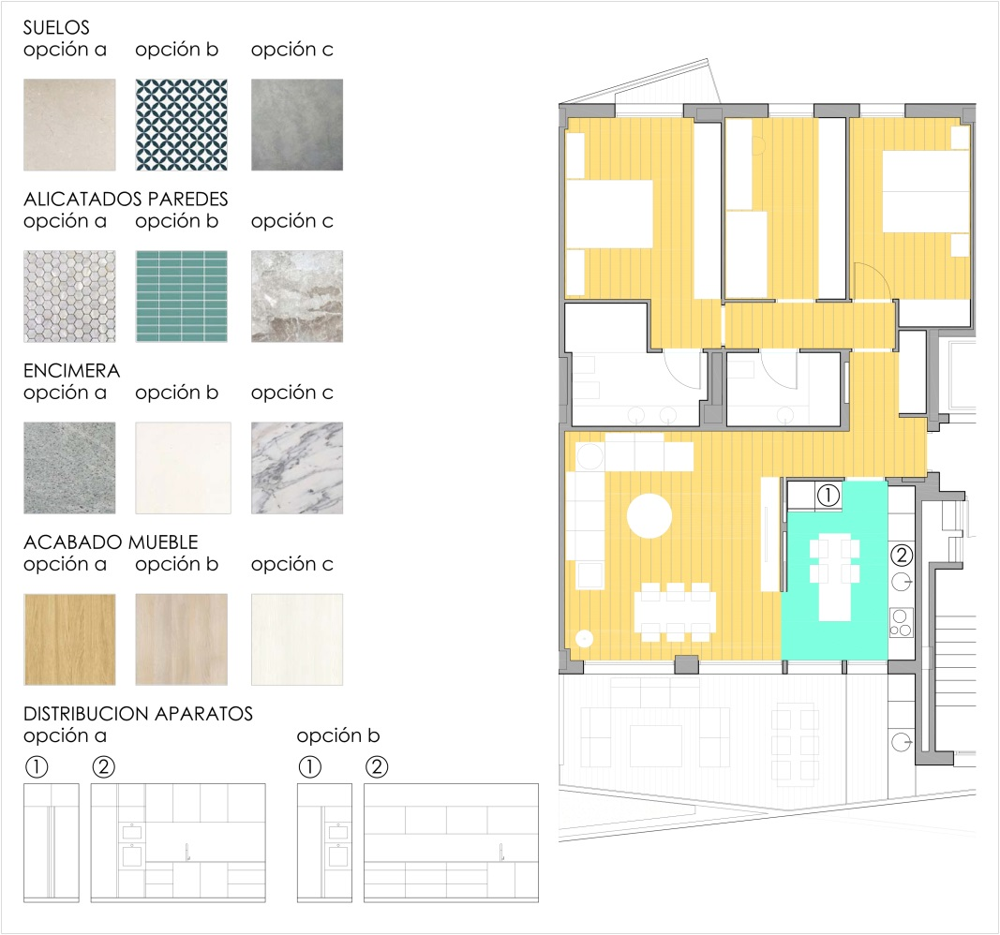 SUELOS
opción a opción b opción c
ALICATADOS PAREDES
opción a opción b opción c
ENCIMERA
opción a opción b opción c
ACABADO MUEBLE
opción a opción b opción c
DISTRIBUCION APARATOS
opción a opción b
1 2 1 2
1
2